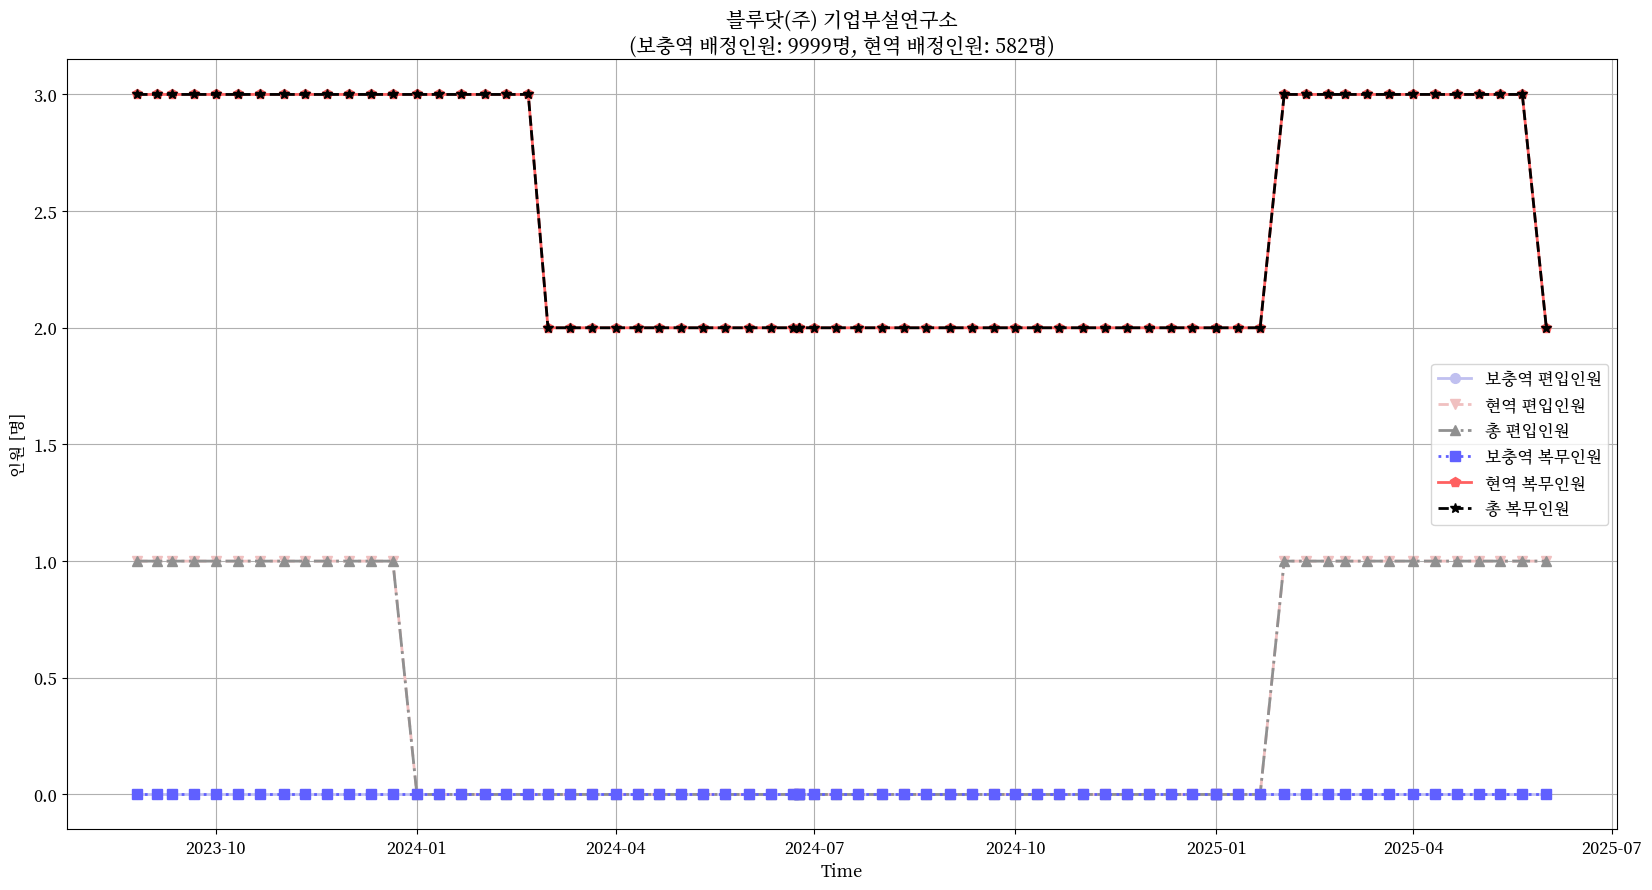 블루닷(주) 기업부설연구소
(보충역 배정인원: 9999명, 현역 배정인원: 582명)
3.0
2.5
2.0
1.5
1.0
0.5
0.0
인원 [명]
보충역 편입인원
현역 편입인원
총 편입인원
보충역 복무인원
현역 복무인원
총 복무인원
2023-10
2024-01
2024-04
2024-07
2024-10
2025-01
2025-04
2025-07
Time